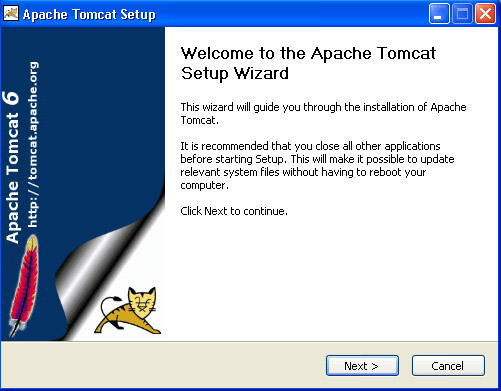 Apache Tomcat Setup
Apache Tomcat 6
http://tomcat.apache.org
Welcome to the Apache Tomcat
Setup Wizard
This wizard will guide you through the installation of Apache
Tomcat.
It is recommended that you close all other applications
before starting Setup. This will make it possible to update
relevant system files without having to reboot your
computer.
Click Next to continue.
Next >
Cancel